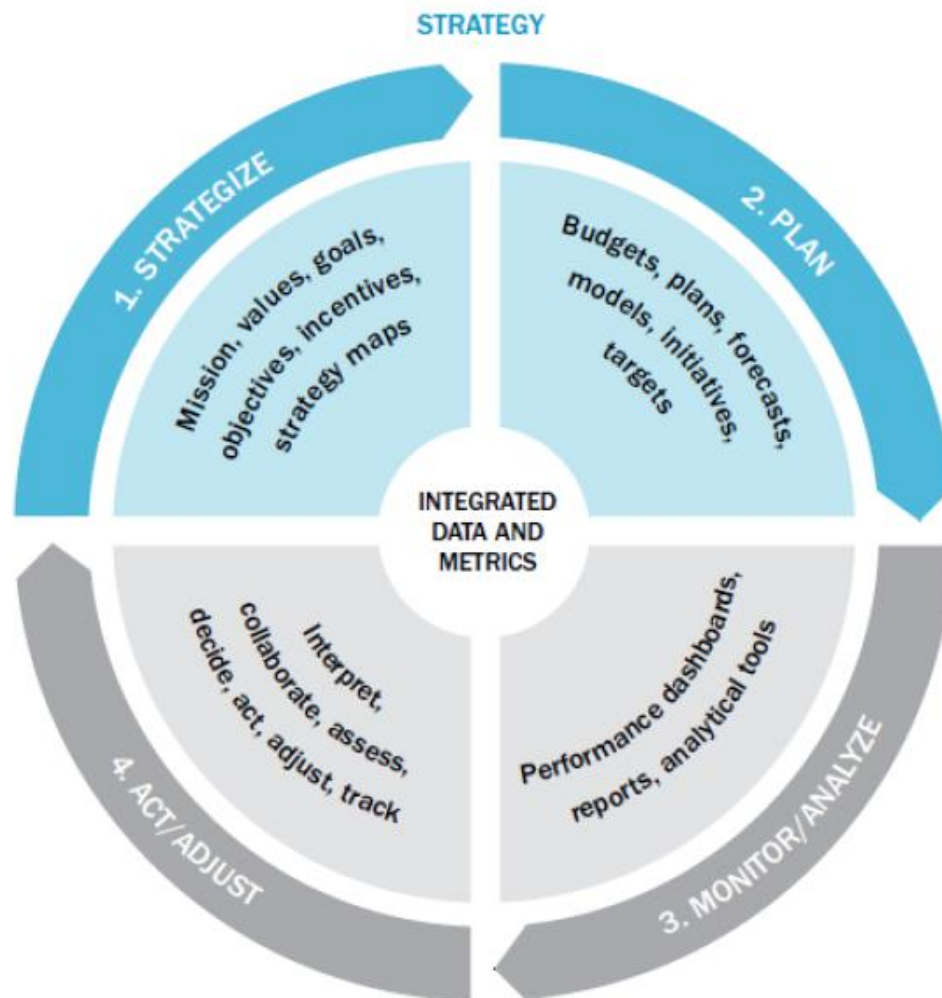 STRATEGY
1. STRATEGIZE
Mission, values, goals,
objectives, incentives,
strategy maps
2. PLAN
Budgets, plans, forecasts,
models, initiatives,
targets
INTEGRATED
DATA AND
METRICS
Performance dashboards,
reports, analytical tools
3. MONITOR/ANALYZE
Interpret,
collaborate, assess,
decide, act, adjust, track
4. ACT/ADJUST